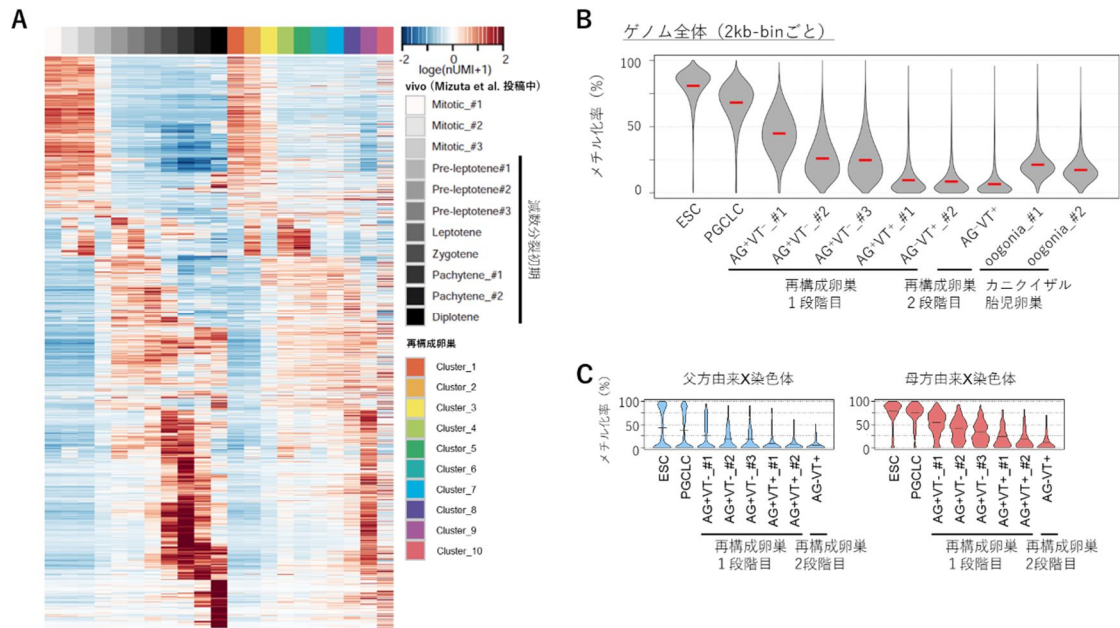 A
-2
0
2
loge(nUMI+1)
vivo（Mizuta et al. 投稿中）
Mitotic_#1
Mitotic_#2
Mitotic_#3
Pre-leptotene#1
Pre-leptotene#2
Pre-leptotene#3
Leptotene
Zygotene
Pachytene_#1
Pachytene_#2
Diplotene
減数分裂初期
再構成卵巣
Cluster_1
Cluster_2
Cluster_3
Cluster_4
Cluster_5
Cluster_6
Cluster_7
Cluster_8
Cluster_9
Cluster_10
B
ゲノム全体（2kb-binごと）
メチル化率（%）
100
50
0
ESC
PGCLC
AG⁺VT-_#1
AG⁺VT-_#2
AG⁺VT-_#3
AG⁺VT⁺_#1
AG-VT⁺_#2
AG-VT⁺
oogonia_#1
oogonia_#2
再構成卵巣
1段階目
再構成卵巣
2段階目
カニクイザル
胎児卵巣
C
父方由来X染色体
メチル化率（%）
100
50
0
ESC
PGCLC
AG+VT-_#1
AG+VT-_#2
AG+VT-_#3
AG+VT+_#1
AG+VT+_#2
AG-VT+
再構成卵巣
1段階目
再構成卵巣
2段階目
母方由来X染色体
100
50
0
ESC
PGCLC
AG+VT-_#1
AG+VT-_#2
AG+VT-_#3
AG+VT+_#1
AG+VT+_#2
AG-VT+
再構成卵巣
1段階目
再構成卵巣
2段階目